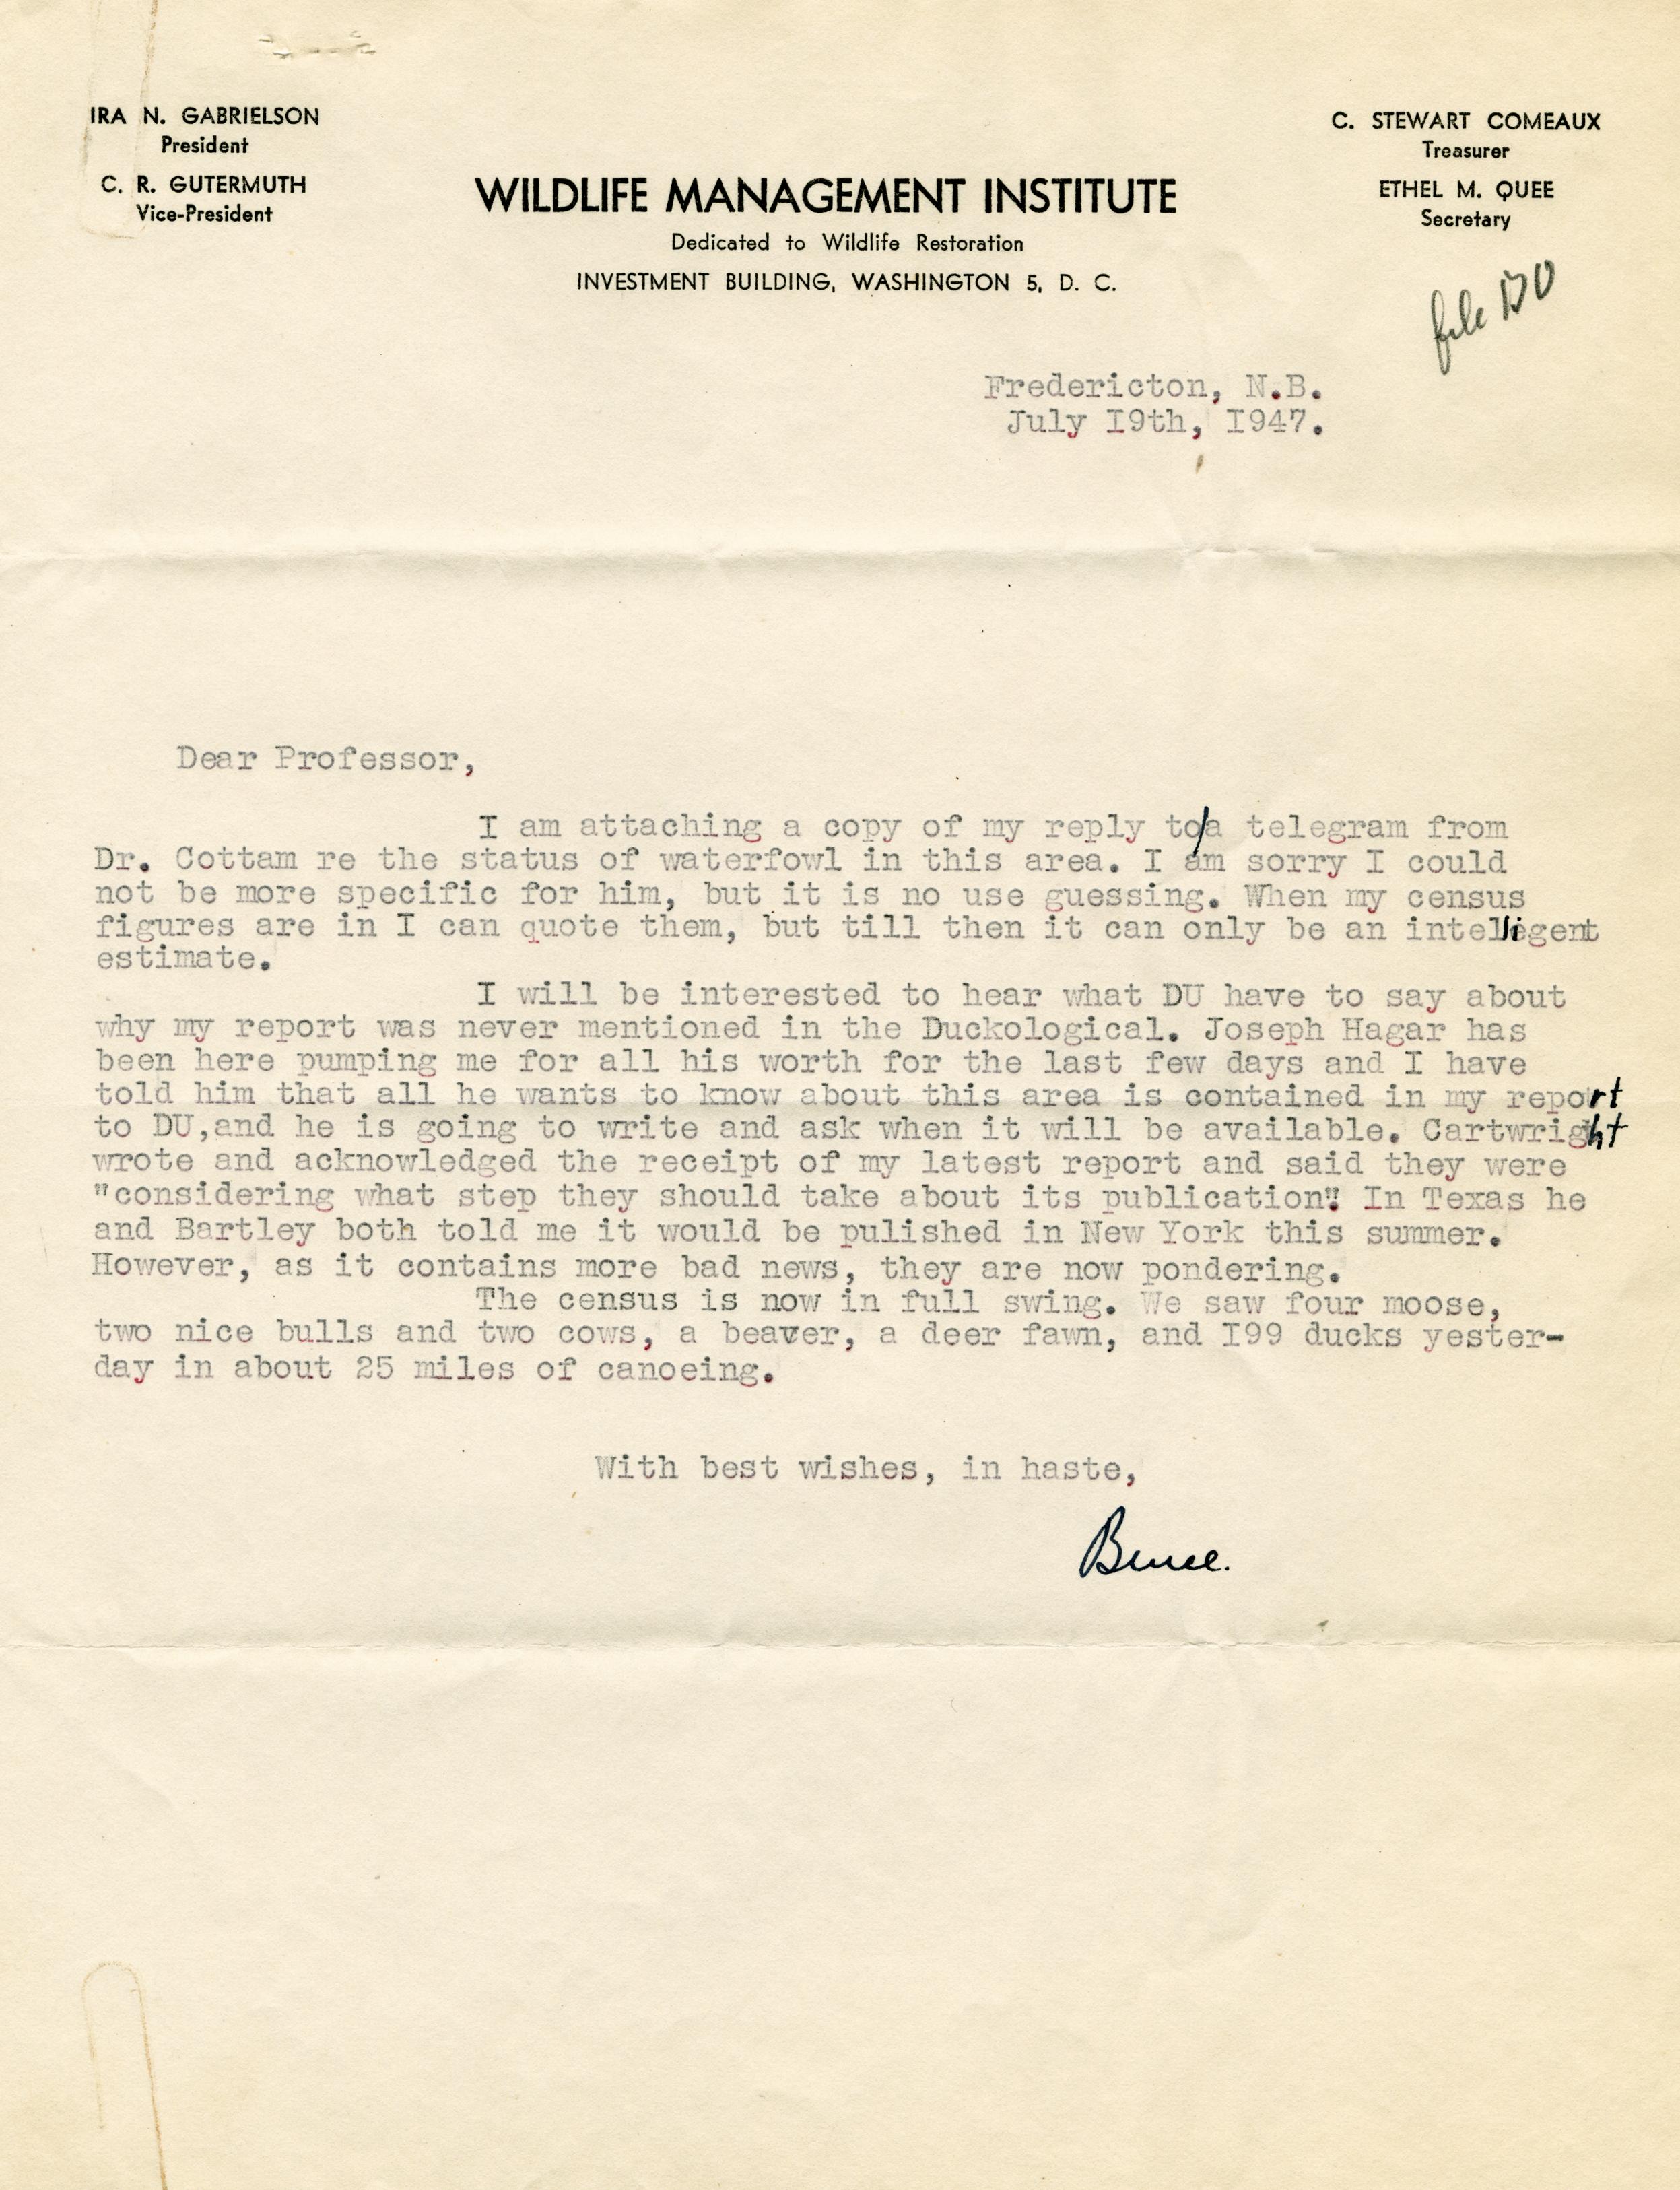 IRA N. GABRIELSON
President
C. R. GUTERMUTH
Vice-President
WILDLIFE MANAGEMENT INSTITUTE
Dedicated to Wildlife Restoration
INVESTMENT BUILDING, WASHINGTON 5, D. C.
C. STEWART COMEAUX
Treasurer
ETHEL M. QUEE
Secretary
file DU
Fredericton, N.B.
July I9th, I947.
Dear Professor,
I am attaching a copy of my reply to/a telegram from
Dr. Cottam re the status of waterfowl in this area. I am sorry I could
not be more specific for him, but it is no use guessing. When my census
figures are in I can quote them, but till then it can only be an intelligent
estimate.
I will be interested to hear what DU have to say about
why my report was never mentioned in the Duckological. Joseph Hagar has
been here pumping me for all his worth for the last few days and I have
told him that all he wants to know about this area is contained in my report
to DU,and he is going to write and ask when it will be available. Cartwright
wrote and acknowledged the receipt of my latest report and said they were
"considering what step they should take about its publication". In Texas he
and Bartley both told me it would be pulished in New York this summer.
However, as it contains more bad news, they are now pondering.
The census is now in full swing. We saw four moose,
two nice bulls and two cows, a beaver, a deer fawn, and I99 ducks yester-
day in about 25 miles of canoeing.
With best wishes, in haste,
Bruce.